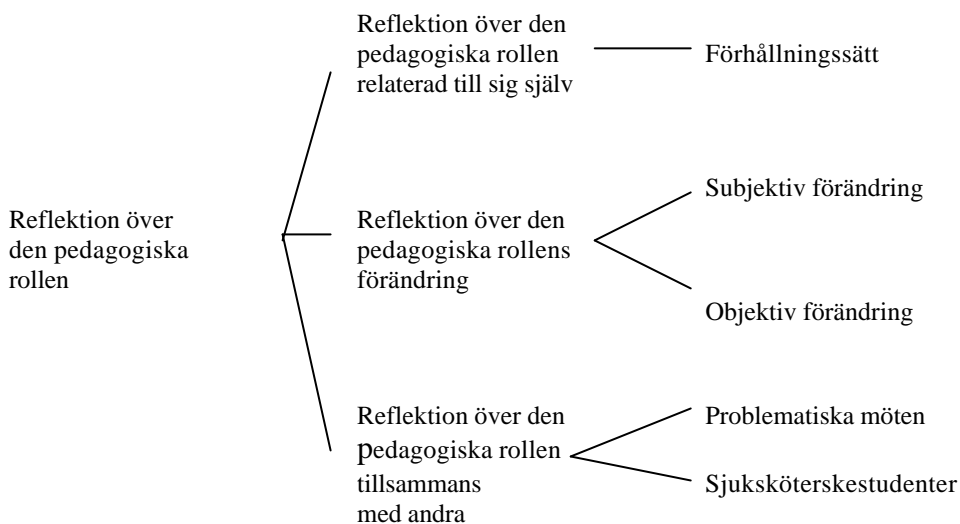 Reflektion över
den pedagogiska
rollen
Reflektion över den
pedagogiska rollen
relaterad till sig själv
Förhållningssätt
Reflektion över den
pedagogiska rollens
förändring
Subjektiv förändring
Objektiv förändring
Reflektion över den
pedagogiska rollen
tillsammans
med andra
Problematiska möten
Sjuksköterskestudenter